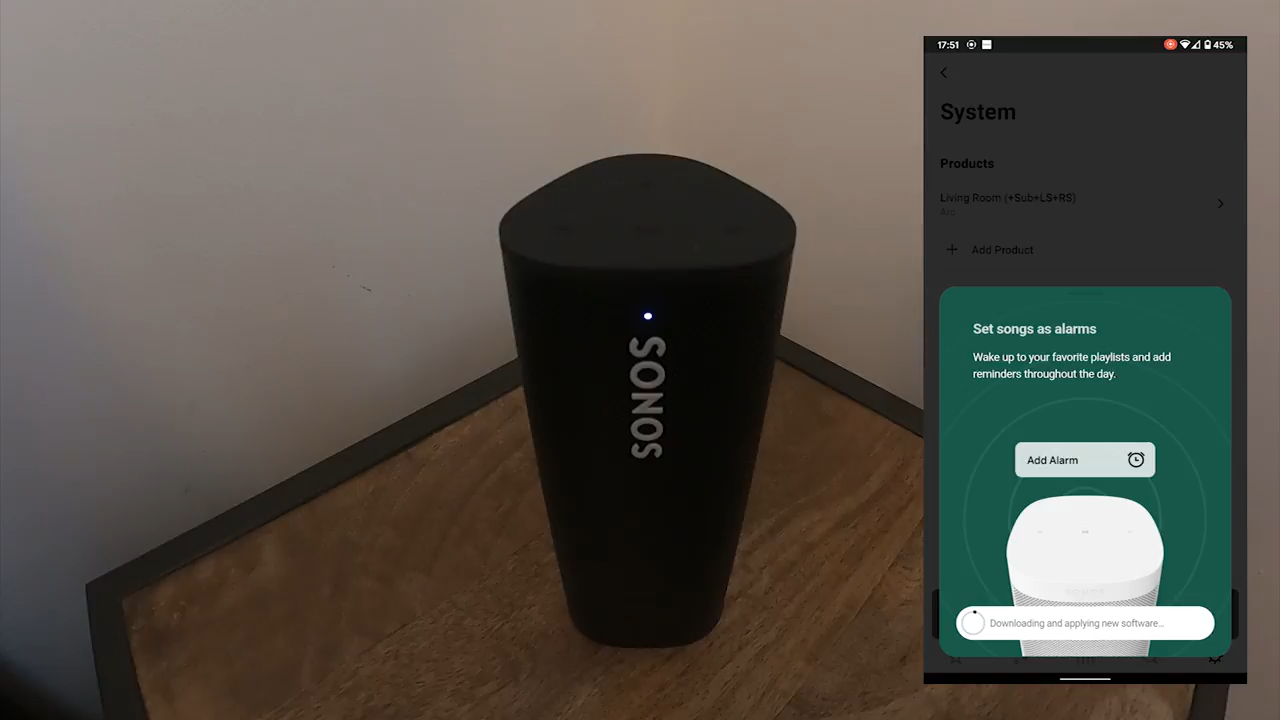 SONOS
17:51
45%
System
Products
Living Room (+Sub+LS+RS)
Arc
Add Product
Set songs as alarms
Wake up to your favorite playlists and add
reminders throughout the day.
Add Alarm
SONOS
Downloading and applying new software...